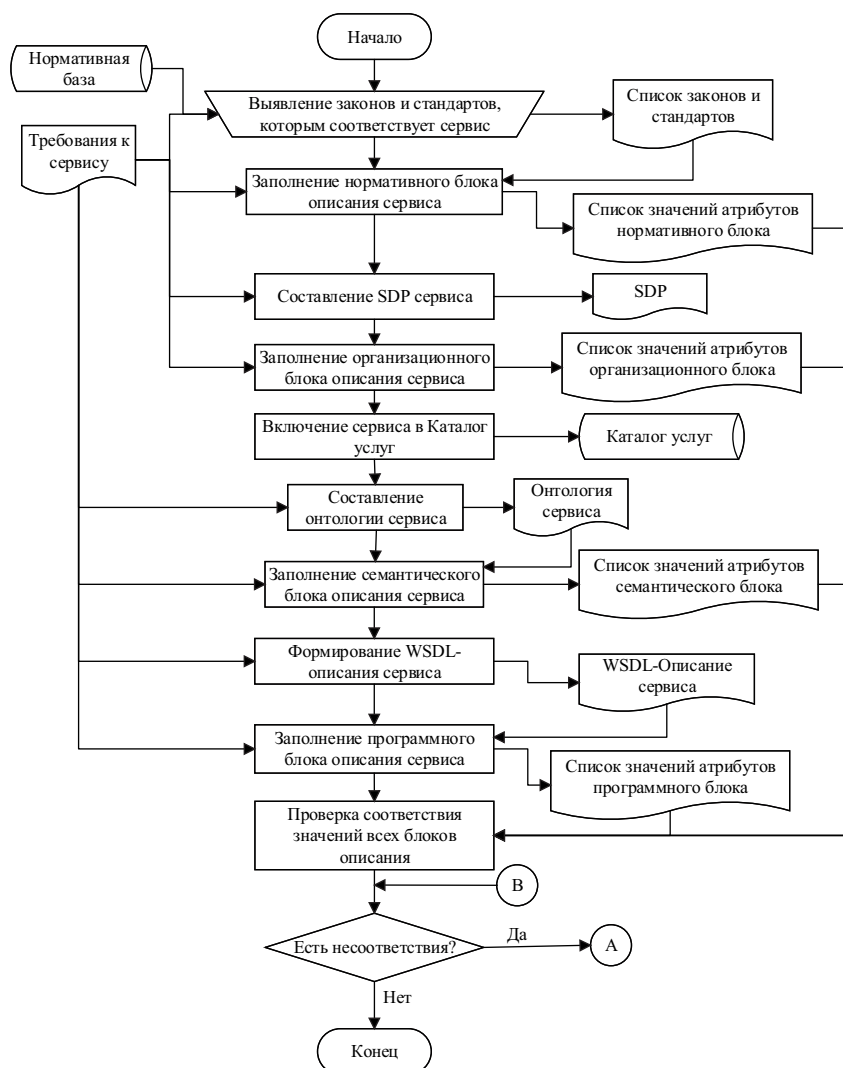 Начало
Нормативная
база
Выявление законов и стандартов,
которым соответствует сервис
Список законов и
стандартов
Требования к
сервису
Заполнение нормативного блока
описания сервиса
Список значений атрибутов
нормативного блока
Составление SDP сервиса
SDP
Заполнение организационного
блока описания сервиса
Список значений атрибутов
организационного блока
Включение сервиса в Каталог
услуг
Каталог услуг
Составление
онтологии сервиса
Онтология
сервиса
Заполнение семантического
блока описания сервиса
Список значений атрибутов
семантического блока
Формирование WSDL-
описания сервиса
WSDL-Описание
сервиса
Заполнение программного
блока описания сервиса
Список значений атрибутов
программного блока
Проверка соответствия
значений всех блоков
описания
В
Есть несоответствия?
Да
А
Нет
Конец